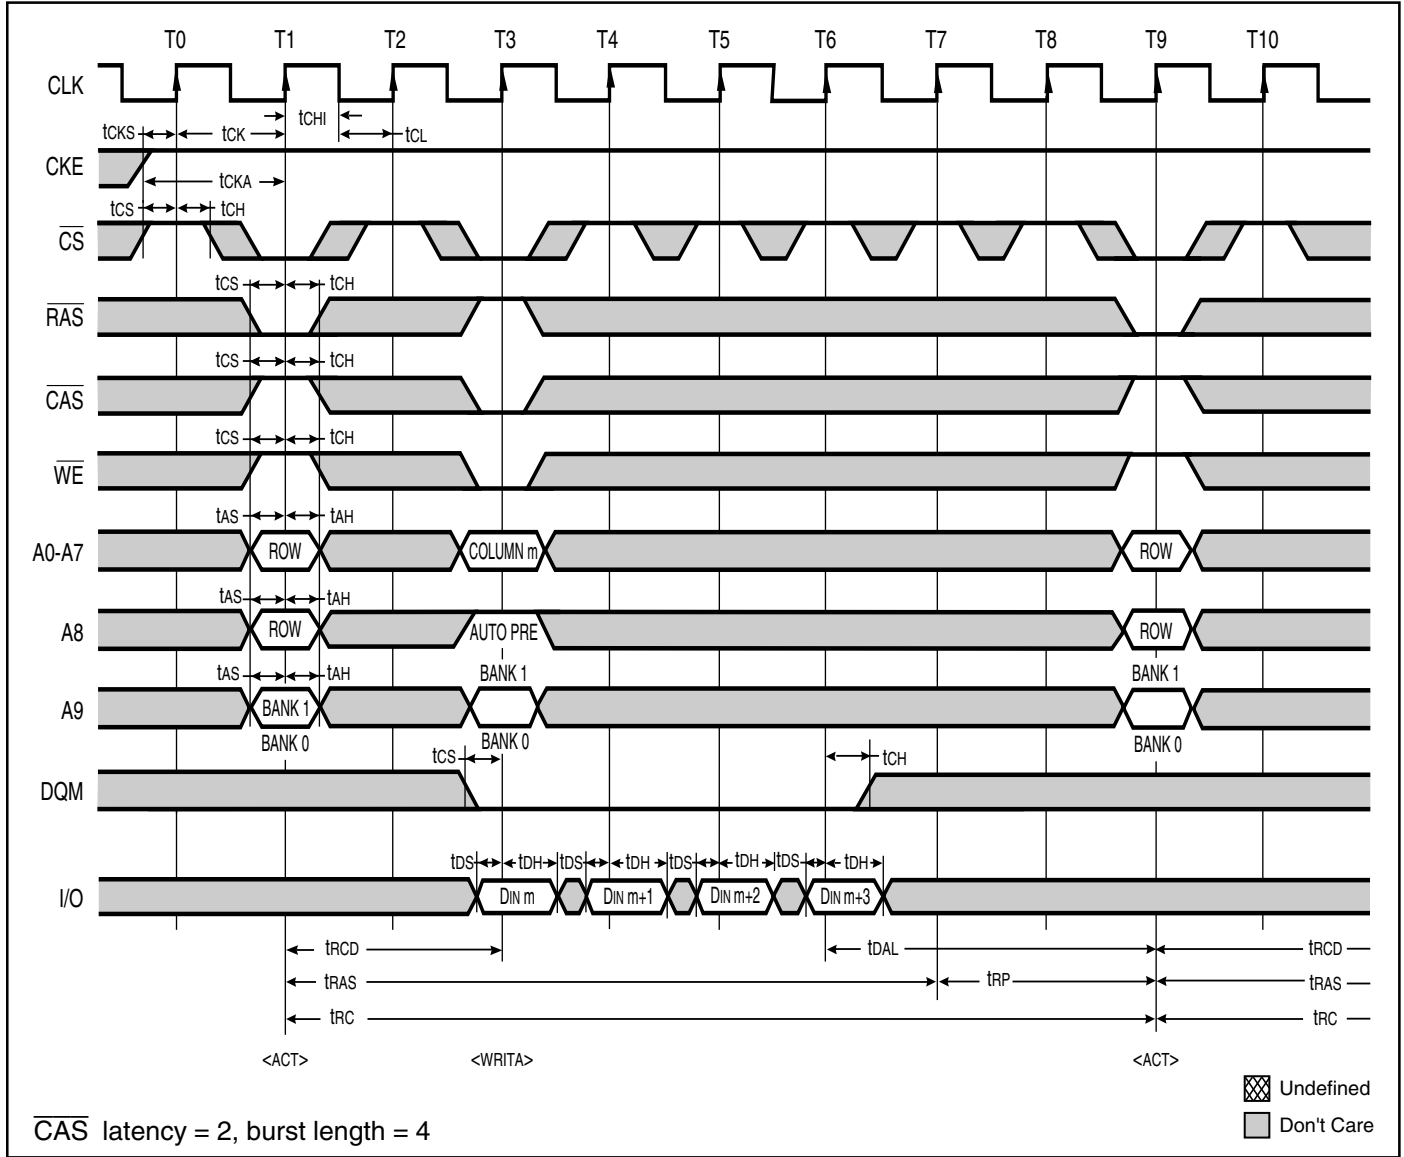 T0 T1 T2 T3 T4 T5 T6 T7 T8 T9 T10
CLK
tCHI
tCKS tCK tCL
CKE
tCKA
tCS tCH
CS
tCS tCH
RAS
tCS tCH
CAS
tCS tCH
WE
tAS tAH
A0-A7 ROW COLUMN m ROW
tAS tAH
A8 ROW AUTO PRE ROW
tAS tAH BANK 1 BANK 1
A9 BANK 1
BANK 0 BANK 0 BANK 0
tCS tCH
DQM
tDS tDH tDS tDH tDS tDH tDS tDH
I/O DIN m DIN m+1 DIN m+2 DIN m+3
tRCD tDAL tRCD
tRAS tRP tRAS
tRC tRC
<ACT> <WRITA> <ACT>
Undefined
Don't Care
CAS latency = 2, burst length = 4